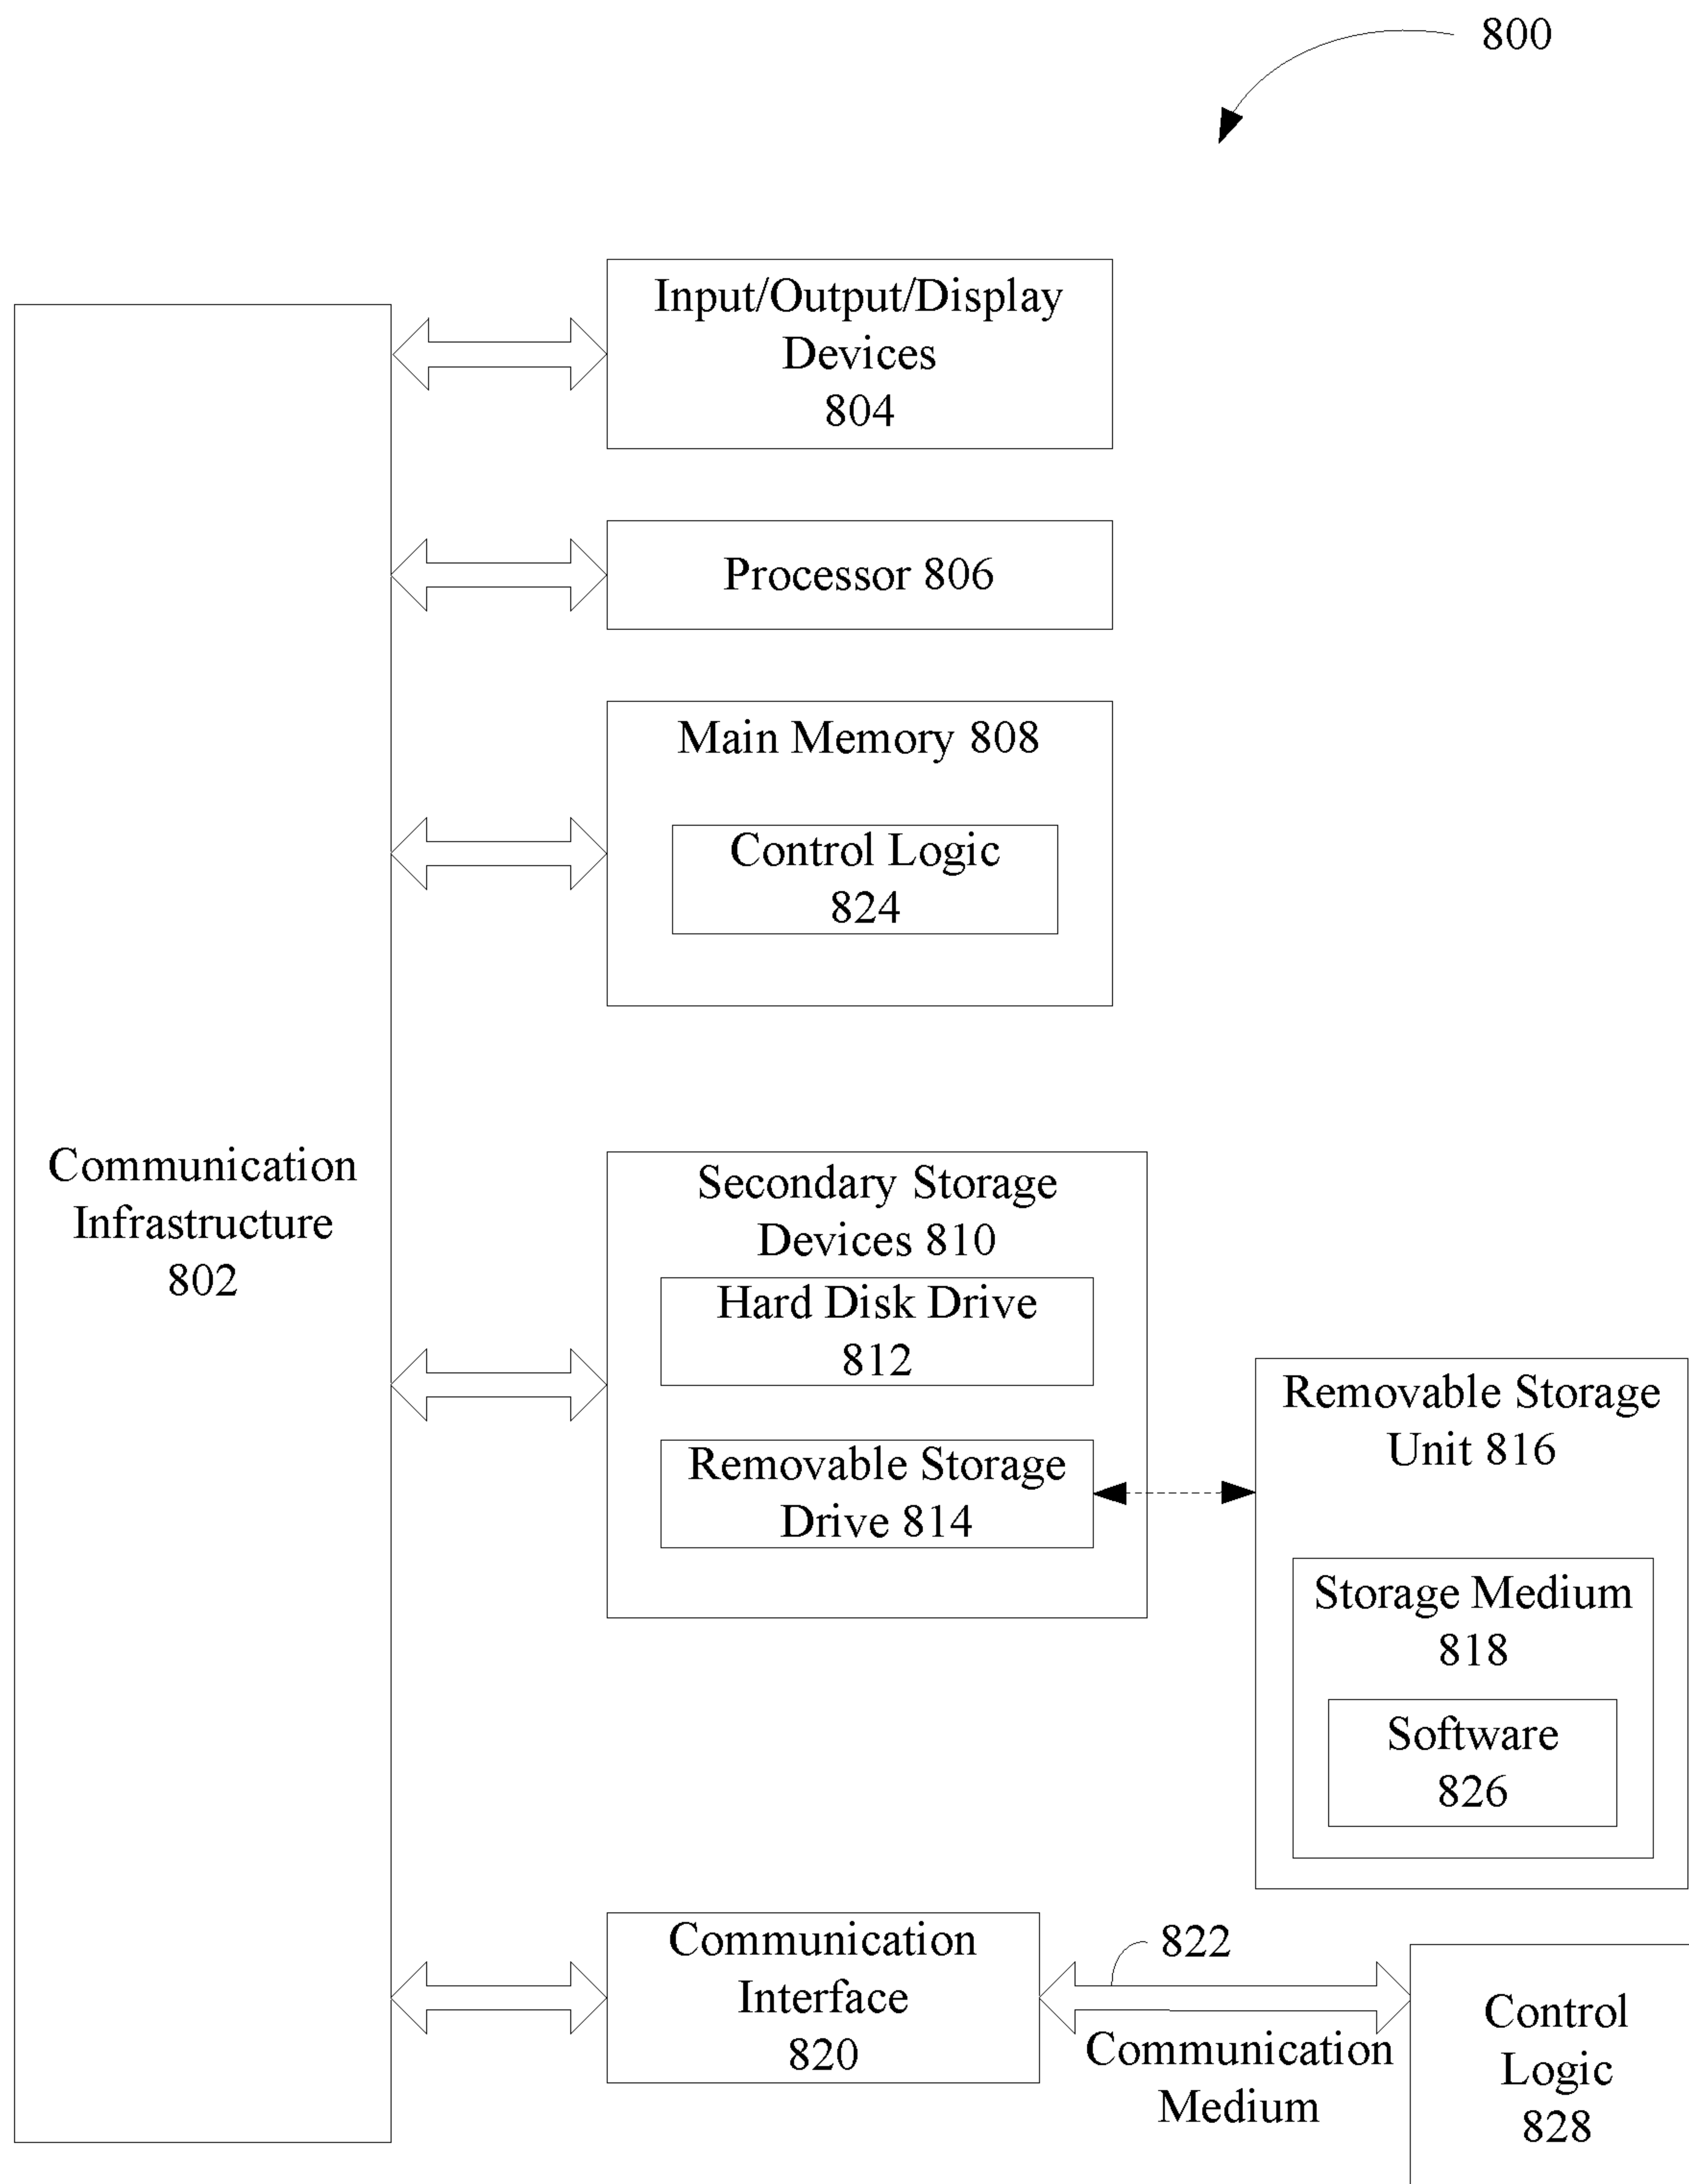 800
Input/Output/Display
Devices
804
Processor 806
Main Memory 808
Control Logic
824
Communication
Infrastructure
802
Secondary Storage
Devices 810
Hard Disk Drive
812
Removable Storage
Drive 814
Removable Storage
Unit 816
Storage Medium
818
Software
826
Communication
Interface
820
822
Communication
Medium
Control
Logic
828